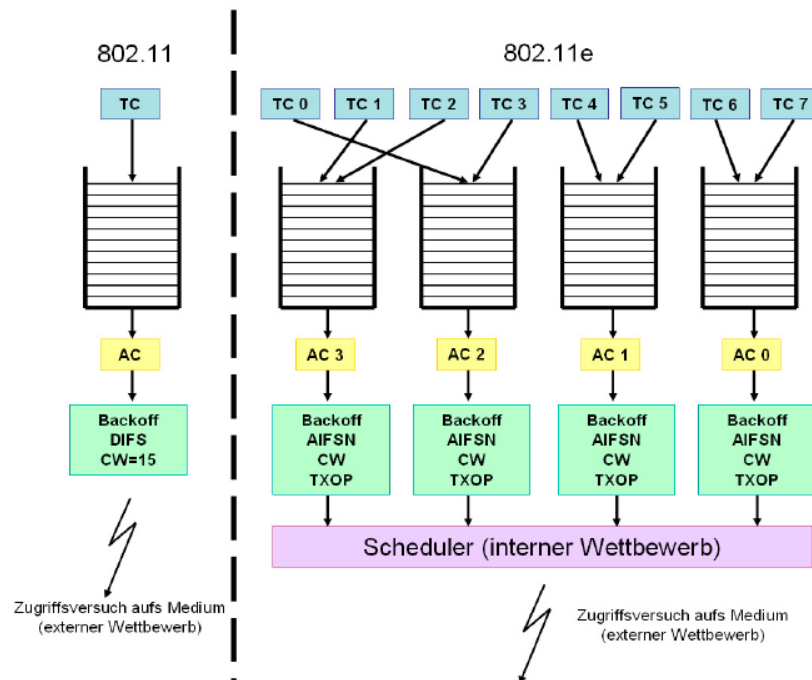 802.11
802.11e
TC
TC 0
TC 1
TC 2
TC 3
TC 4
TC 5
TC 6
TC 7
AC
AC 3
AC 2
AC 1
AC 0
Backoff
DIFS
CW=15
Backoff
AIFSN
CW
TXOP
Backoff
AIFSN
CW
TXOP
Backoff
AIFSN
CW
TXOP
Backoff
AIFSN
CW
TXOP
Scheduler (interner Wettbewerb)
Zugriffsversuch aufs Medium
(externer Wettbewerb)
Zugriffsversuch aufs Medium
(externer Wettbewerb)